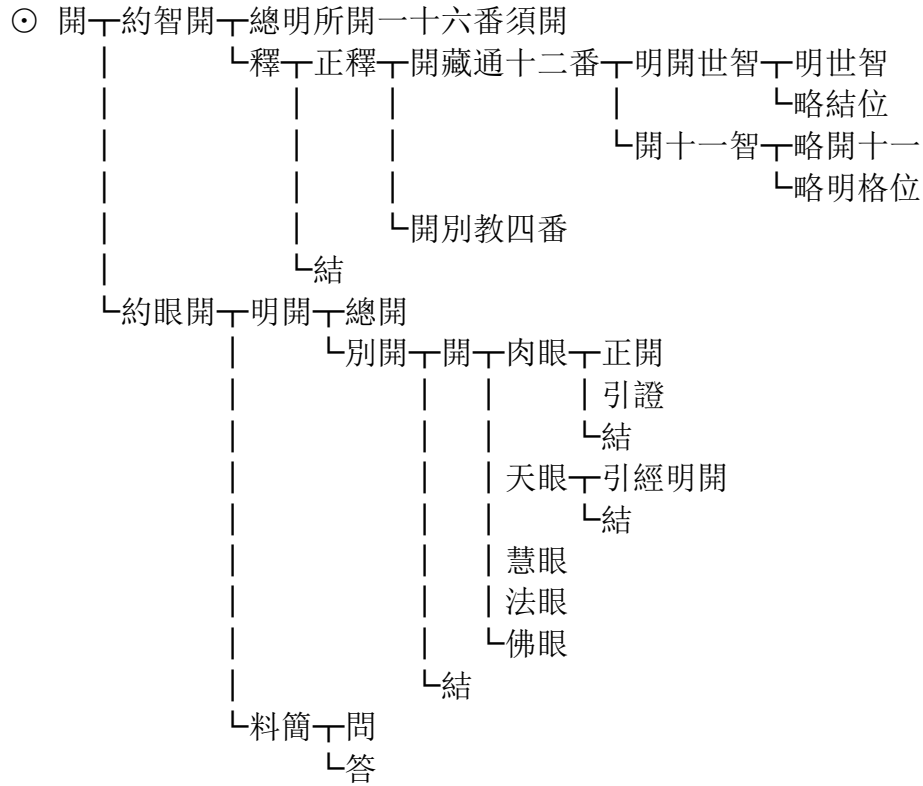 ⊙ 開 約智開 總明所開一十六番須開
釋 正釋 開藏通十二番 明開世智 明世智
略結位
開十一智 略開十一
略明格位
開別教四番
結
約眼開 明開 總開
別開 開 肉眼 正開
引證
結
天眼 引經明開
結
慧眼
法眼
佛眼
結
料簡 問
答